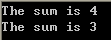 The sum is 4
The sum is 3